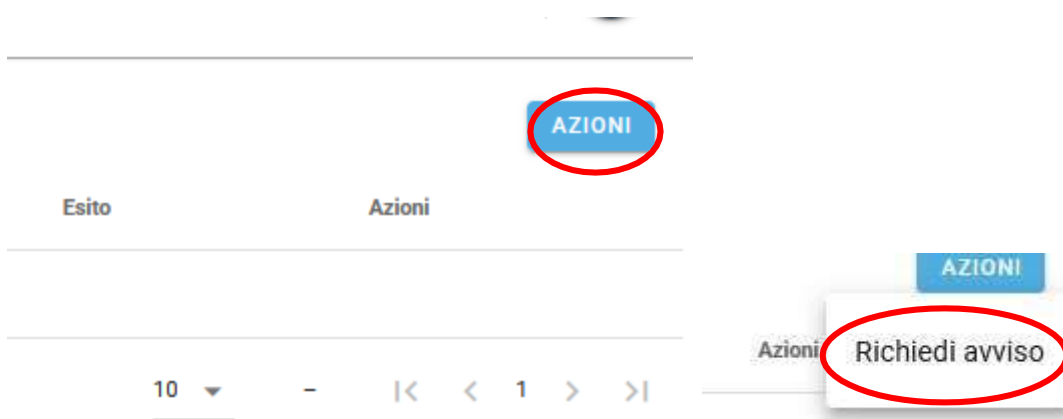 AZIONI
Esito Azioni
10 – 1
AZIONI
Azioni Richiedi avviso